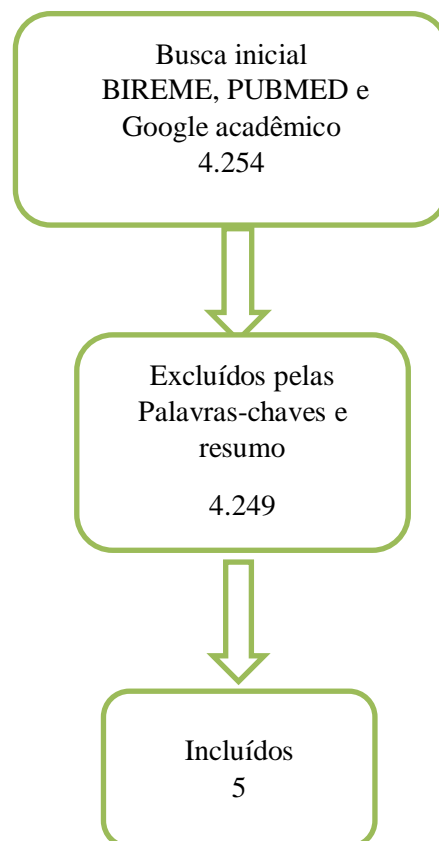 Busca inicial
BIREME, PUBMED e
Google acadêmico
4.254
Excluídos pelas
Palavras-chaves e
resumo
4.249
Incluídos
5